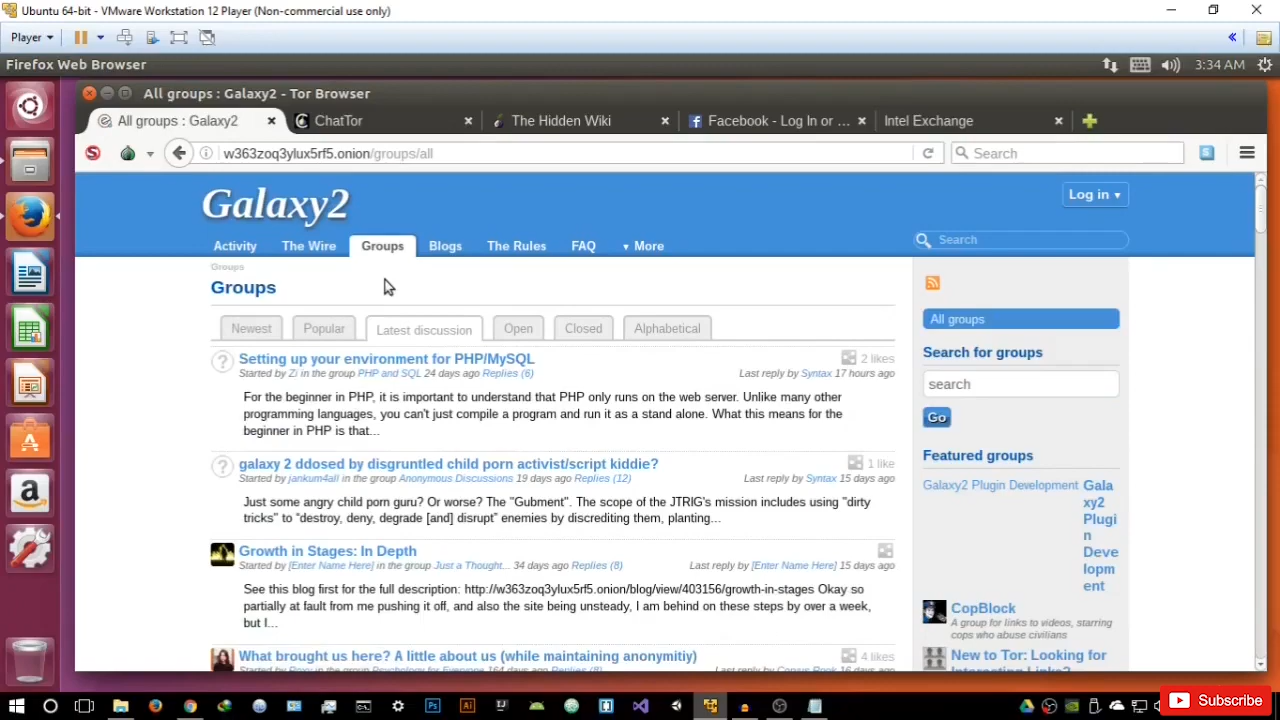 Ubuntu 64-bit - VMware Workstation 12 Player (Non-commercial use only)
Player
Firefox Web Browser
3:34 AM
All groups : Galaxy2 - Tor Browser
All groups : Galaxy2
ChatTor
The Hidden Wiki
Facebook - Log In or ...
Intel Exchange
w363zoq3ylux5rf5.onion/groups/all
Search
Galaxy2
Log in
Activity
The Wire
Groups
Blogs
The Rules
FAQ
More
Search
Groups
Groups
Newest
Popular
Latest discussion
Open
Closed
Alphabetical
Setting up your environment for PHP/MySQL
2 likes
Started by Zi in the group PHP and SQL 24 days ago Replies (6)
Last reply by Syntax 17 hours ago
For the beginner in PHP, it is important to understand that PHP only runs on the web server. Unlike many other
programming languages, you can't just compile a program and run it as a stand alone. What this means for the
beginner in PHP is that...
galaxy 2 ddosed by disgruntled child porn activist/script kiddie?
1 like
Started by jankum4all in the group Anonymous Discussions 19 days ago Replies (12)
Last reply by Syntax 15 days ago
Just some angry child porn guru? Or worse? The "Gubment". The scope of the JTRIG's mission includes using "dirty
tricks" to "destroy, deny, degrade [and] disrupt" enemies by discrediting them, planting...
Growth in Stages: In Depth
Started by [Enter Name Here] in the group Just a Thought... 34 days ago Replies (8)
Last reply by [Enter Name Here] 15 days ago
See this blog first for the full description: http://w363zoq3ylux5rf5.onion/blog/view/403156/growth-in-stages Okay so
partially at fault from me pushing it off, and also the site being unsteady, I am behind on these steps by over a week,
but I...
What brought us here? A little about us (while maintaining anonymitiy)
4 likes
All groups
Search for groups
search
Go
Featured groups
Galaxy2 Plugin Development
Gala
xy2
Plugi
n
Deve
lopm
ent
CopBlock
A group for links to videos, starring
cops who abuse civilians
New to Tor: Looking for
Subscribe